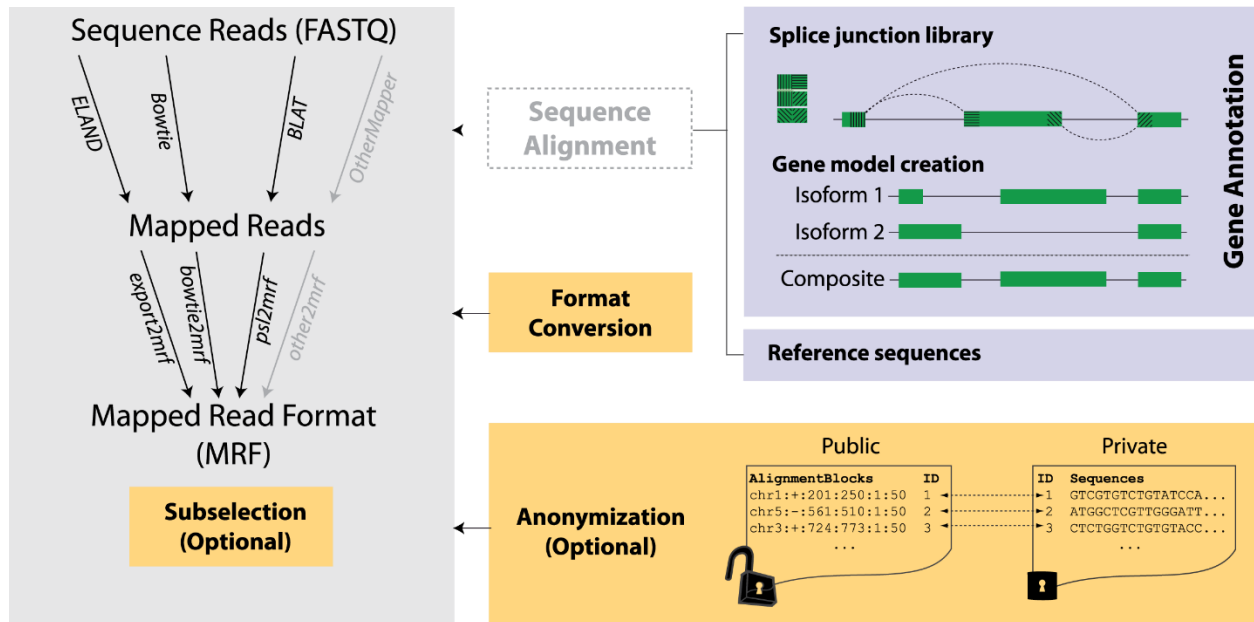 Sequence Reads (FASTQ)
ELAND
Bowtie
BLAT
OtherMapper
Mapped Reads
export2mrf
bowtie2mrf
psl2mrf
other2mrf
Mapped Read Format
(MRF)
Subselection
(Optional)
Sequence
Alignment
Format
Conversion
Splice junction library
Gene model creation
Isoform 1
Isoform 2
Composite
Gene Annotation
Reference sequences
Anonymization
(Optional)
Public
AlignmentBlocks ID
chr1:+:201:250:1:50 1
chr5:-:561:510:1:50 2
chr3:+:724:773:1:50 3
...
Private
ID Sequences
1 GTCGTGTCTGTATCCA...
2 ATGGCTCGTTGGGATT...
3 CTCTGGTCTGTGTACC...
...